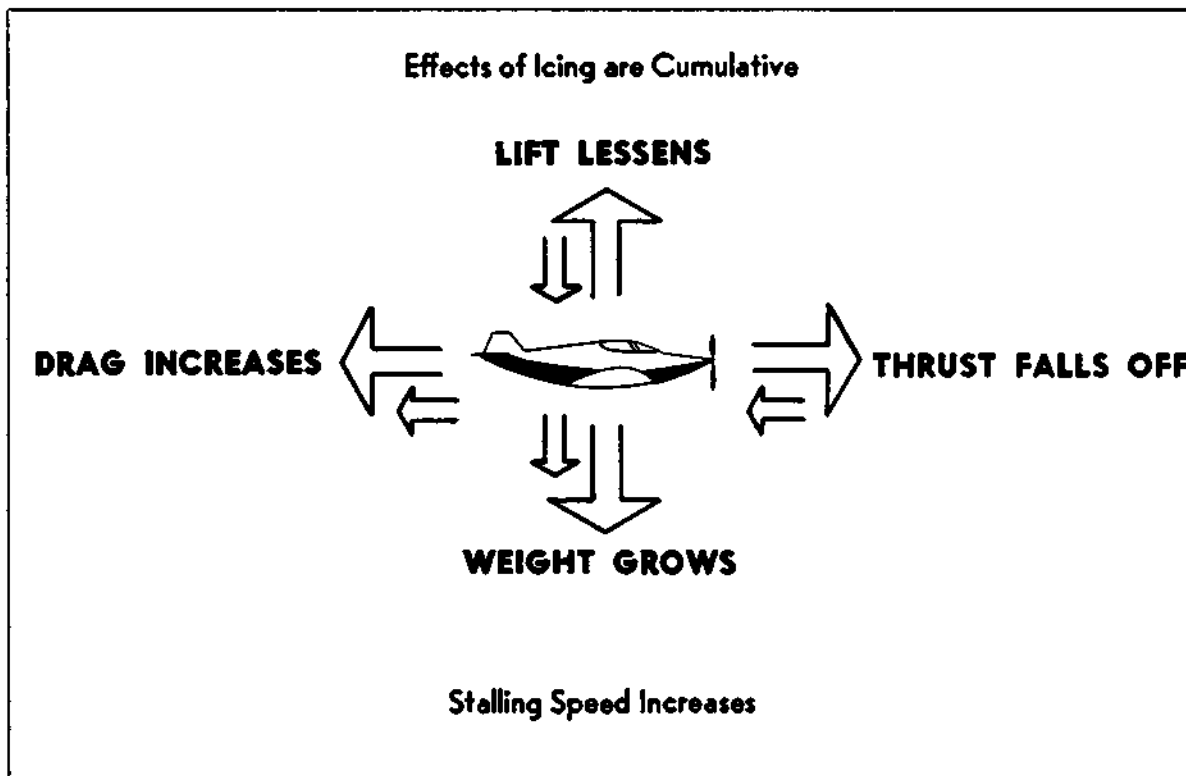 Effects of Icing are Cumulative
LIFT LESSENS
DRAG INCREASES
THRUST FALLS OFF
WEIGHT GROWS
Stalling Speed Increases